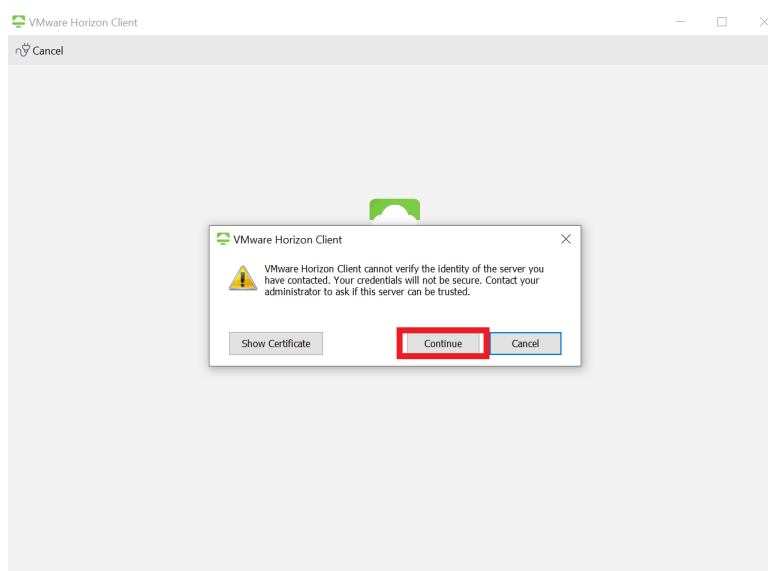 VMware Horizon Client
Cancel
VMware Horizon Client
VMware Horizon Client cannot verify the identity of the server you
have contacted. Your credentials will not be secure. Contact your
administrator to ask if this server can be trusted.
Show Certificate Continue Cancel